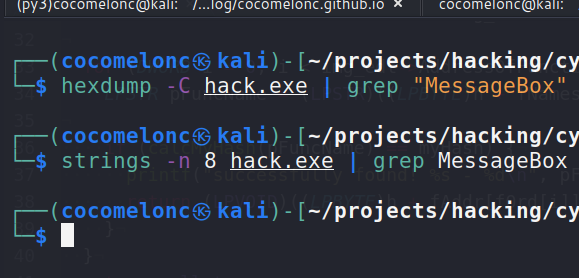 (py3)cocomelonc@kali: ~/...log/cocomelonc.github.io × cocomelonc@kali:
┌──(cocomelonc㉿kali)-[~/projects/hacking/cy
└─$ hexdump -C hack.exe | grep "MessageBox"
┌──(cocomelonc㉿kali)-[~/projects/hacking/cy
└─$ strings -n 8 hack.exe | grep MessageBox
┌──(cocomelonc㉿kali)-[~/projects/hacking/cy
└─$